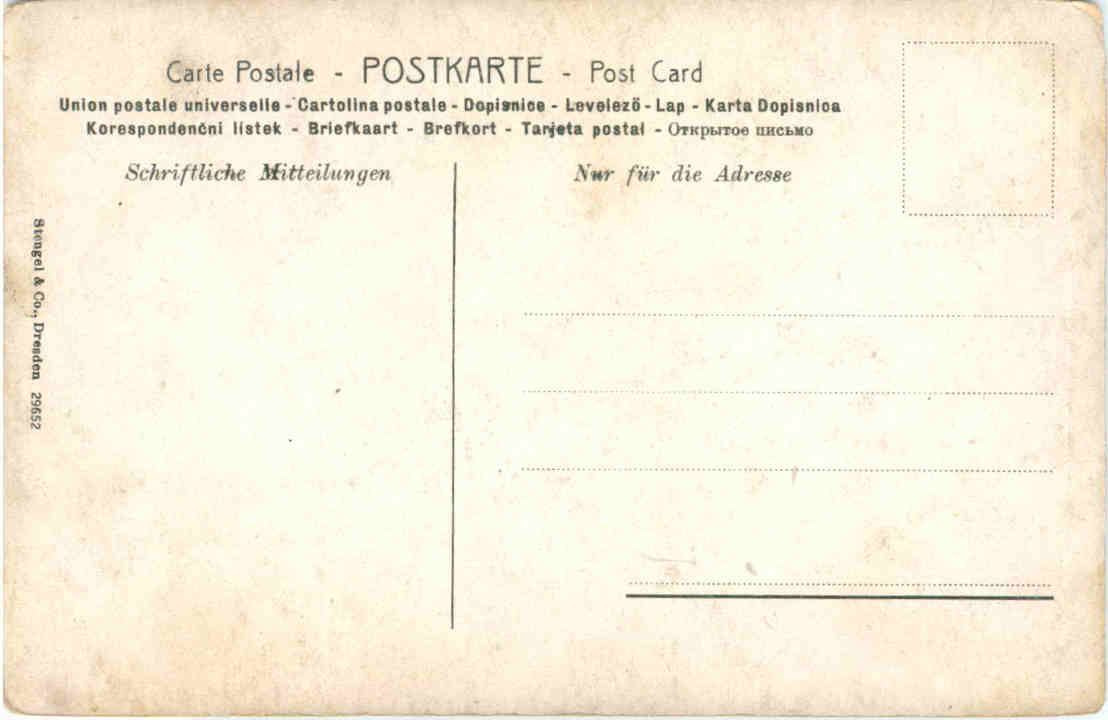 Carte Postale - POSTKARTE - Post Card
Union postale universelle - Cartolina postale - Dopisnice - Levelező - Lap - Karta Dopisnica
Korespondenční lístek - Briefkaart - Brefkort - Tarjeta postal - Открытое письмо
Schriftliche Mitteilungen
Nur für die Adresse
Stengel & Co., Dresden 29652